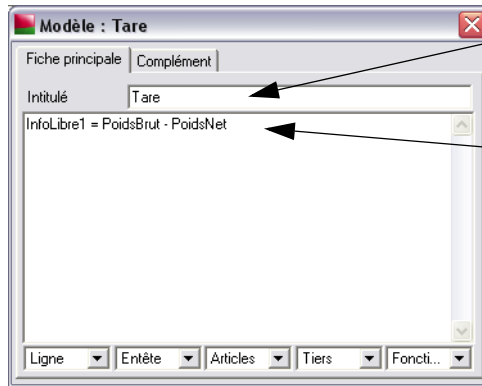 Modèle : Tare
Fiche principale Complément
Intitulé Tare
InfoLibre1 = PoidsBrut - PoidsNet
Ligne Entête Articles Tiers Foncti...